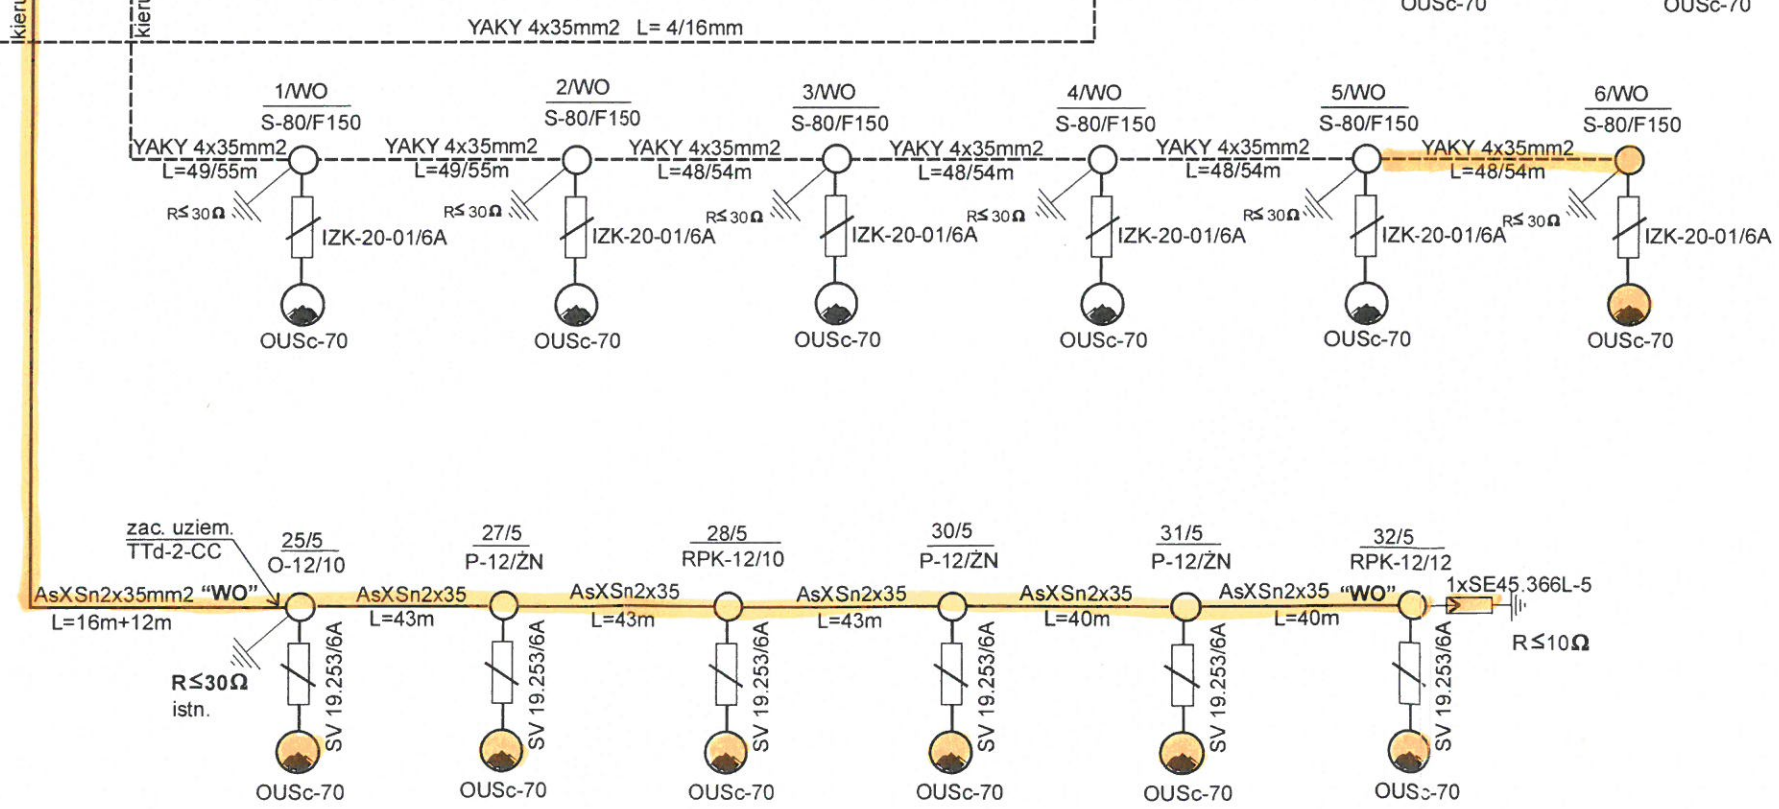 kieru
kieru
OUSc-70
OUSc-70
YAKY 4x35mm2 L= 4/16mm
1/WO
S-80/F150
2/WO
S-80/F150
3/WO
S-80/F150
4/WO
S-80/F150
5/WO
S-80/F150
6/WO
S-80/F150
YAKY 4x35mm2
L=49/55m
YAKY 4x35mm2
L=49/55m
YAKY 4x35mm2
L=48/54m
YAKY 4x35mm2
L=48/54m
YAKY 4x35mm2
L=48/54m
YAKY 4x35mm2
L=48/54m
R≤30Ω
R≤30Ω
R≤30Ω
R≤30Ω
R≤30Ω
R≤30Ω
IZK-20-01/6A
IZK-20-01/6A
IZK-20-01/6A
IZK-20-01/6A
IZK-20-01/6A
IZK-20-01/6A
OUSc-70
OUSc-70
OUSc-70
OUSc-70
OUSc-70
OUSc-70
zac. uziem.
TTd-2-CC
25/5
O-12/10
27/5
P-12/ŻN
28/5
RPK-12/10
30/5
P-12/ŻN
31/5
P-12/ŻN
32/5
RPK-12/12
AsXSn2x35mm2 "WO"
L=16m+12m
AsXSn2x35
L=43m
AsXSn2x35
L=43m
AsXSn2x35
L=43m
AsXSn2x35
L=40m
AsXSn2x35 "WO"
L=40m
1xSE45.366L-5
R≤10Ω
R≤30Ω
istn.
SV 19.253/6A
SV 19.253/6A
SV 19.253/6A
SV 19.253/6A
SV 19.253/6A
SV 19.253/6A
OUSc-70
OUSc-70
OUSc-70
OUSc-70
OUSc-70
OUSc-70